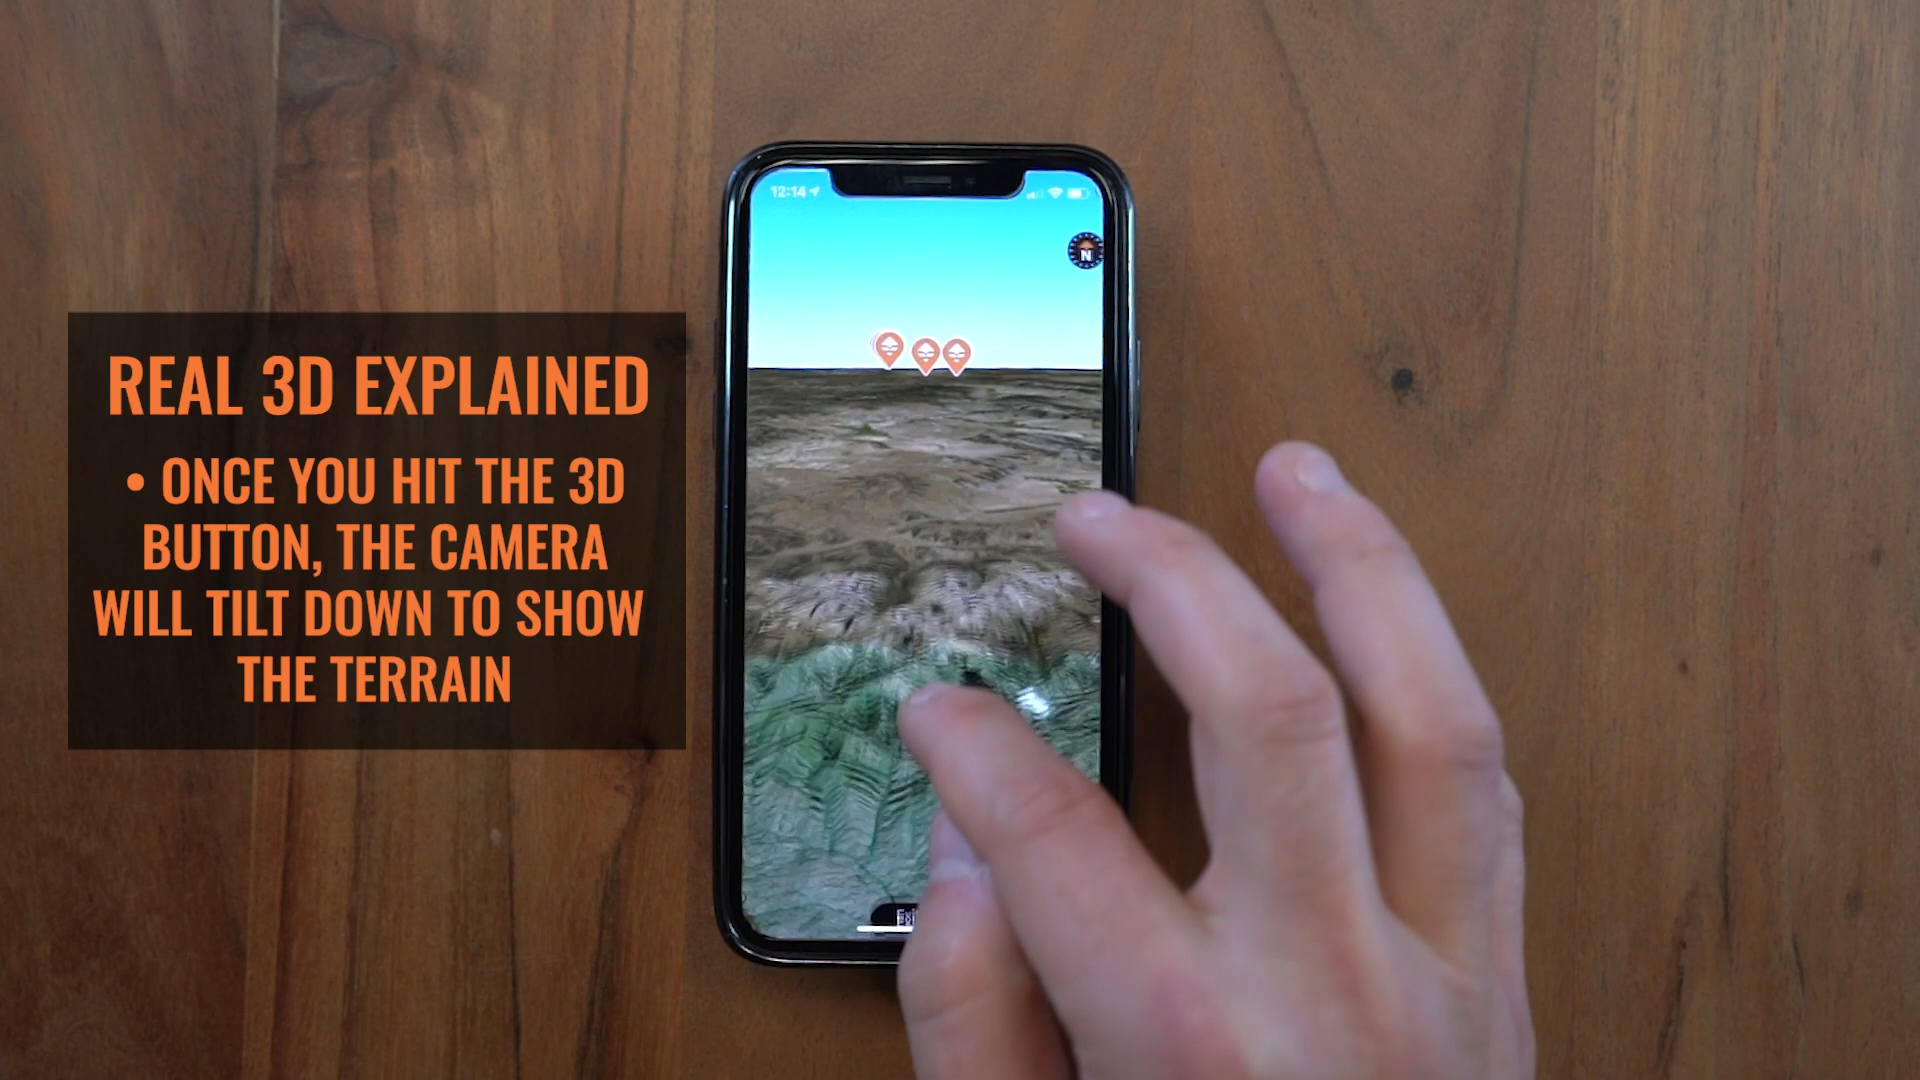 12:14
N
REAL 3D EXPLAINED
• ONCE YOU HIT THE 3D
BUTTON, THE CAMERA
WILL TILT DOWN TO SHOW
THE TERRAIN